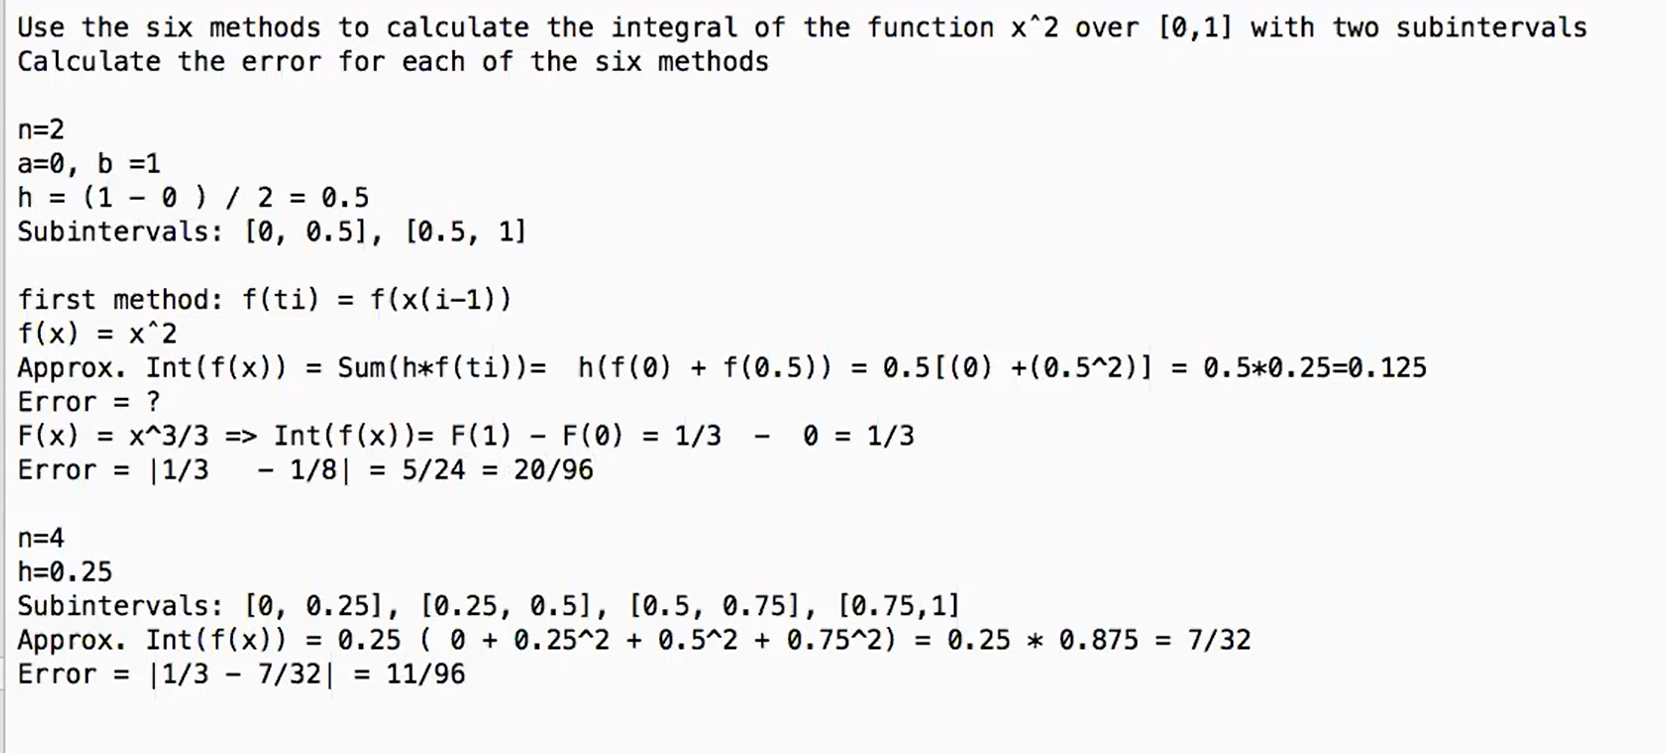 Use the six methods to calculate the integral of the function x^2 over [0,1] with two subintervals
Calculate the error for each of the six methods
n=2
a=0, b =1
h = (1 - 0 ) / 2 = 0.5
Subintervals: [0, 0.5], [0.5, 1]
first method: f(ti) = f(x(i-1))
f(x) = x^2
Approx. Int(f(x)) = Sum(h*f(ti))=  h(f(0) + f(0.5)) = 0.5[(0) +(0.5^2)] = 0.5*0.25=0.125
Error = ?
F(x) = x^3/3 => Int(f(x))= F(1) - F(0) = 1/3  -  0 = 1/3
Error = |1/3   - 1/8| = 5/24 = 20/96
n=4
h=0.25
Subintervals: [0, 0.25], [0.25, 0.5], [0.5, 0.75], [0.75,1]
Approx. Int(f(x)) = 0.25 ( 0 + 0.25^2 + 0.5^2 + 0.75^2) = 0.25 * 0.875 = 7/32
Error = |1/3 - 7/32| = 11/96